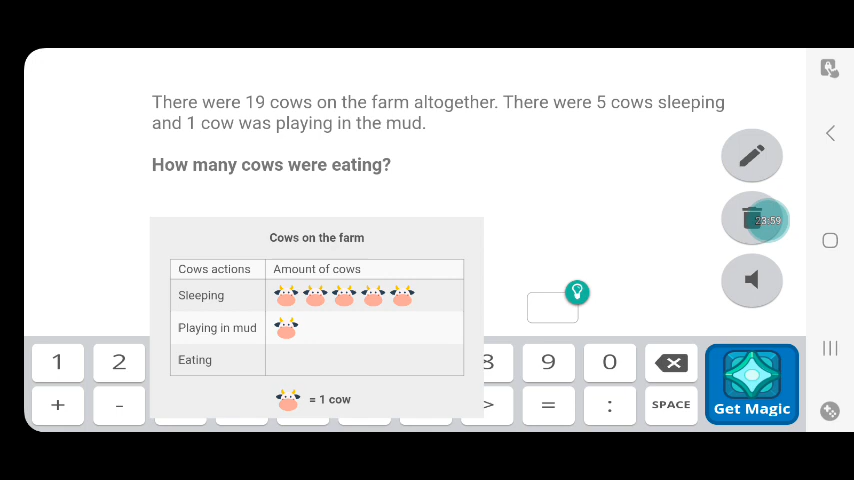 There were 19 cows on the farm altogether. There were 5 cows sleeping
and 1 cow was playing in the mud.
How many cows were eating?
23:59
Cows on the farm
Cows actions Amount of cows
Sleeping
Playing in mud
Eating
= 1 cow
1 2 8 9 0
+ - > = : SPACE
Get Magic